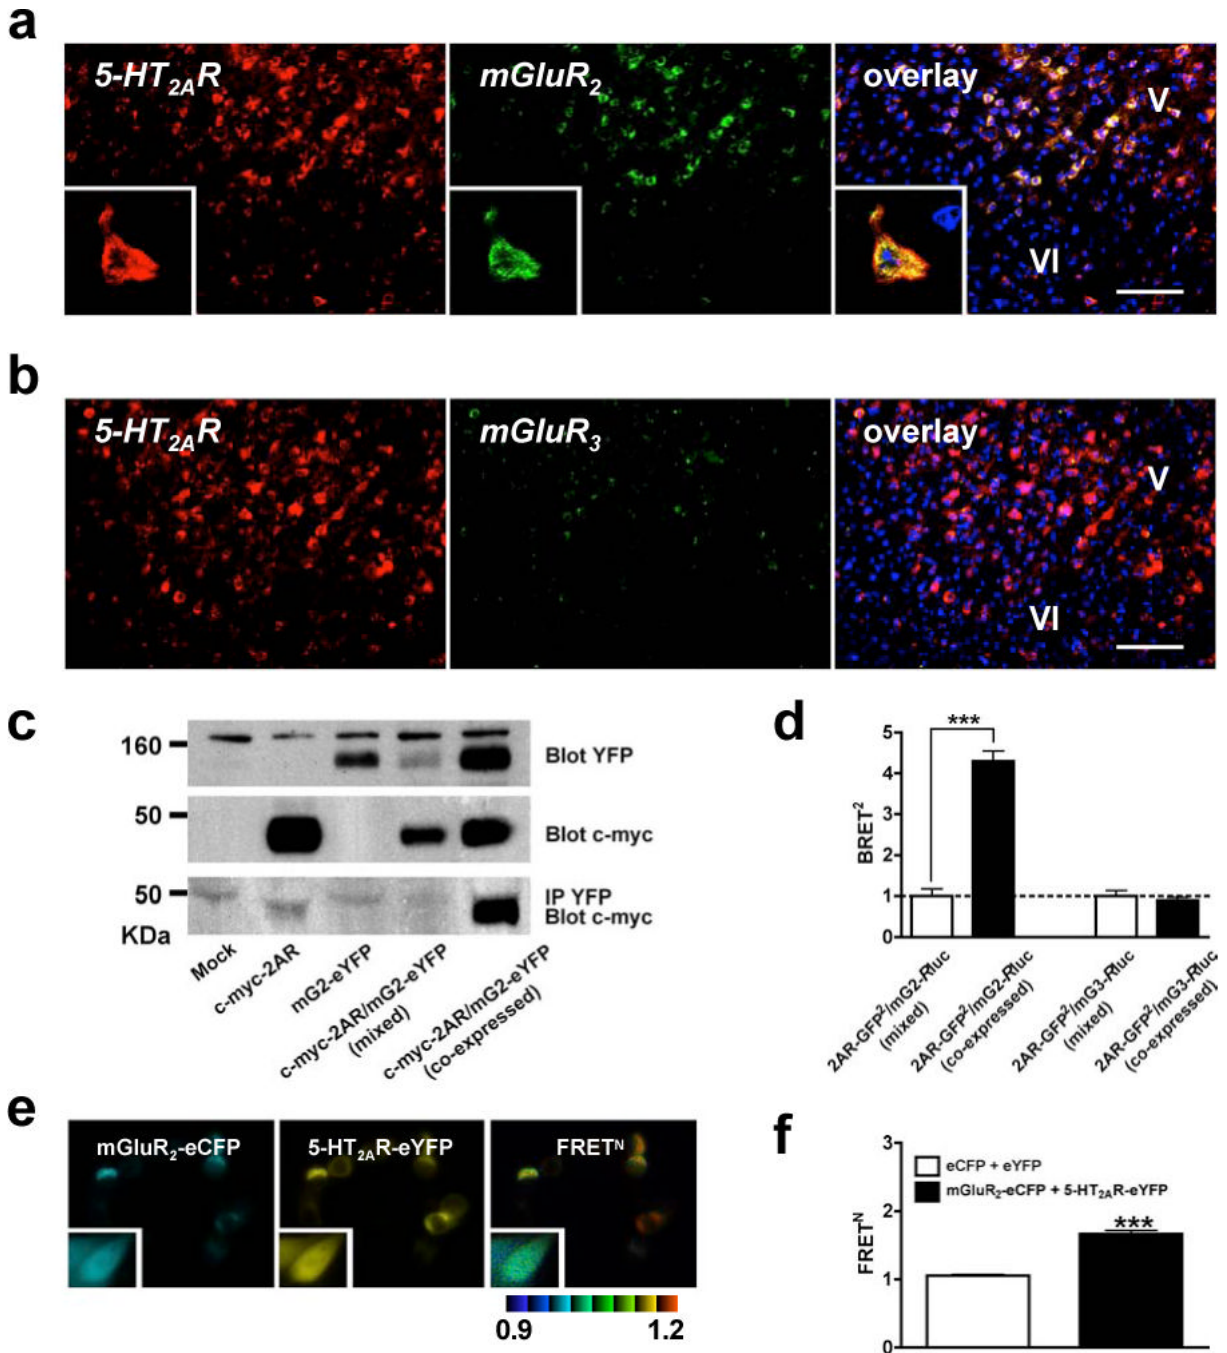 a
5-HT2AR
mGluR2
overlay
V
VI
b
5-HT2AR
mGluR3
overlay
V
VI
c
160
Blot YFP
50
Blot c-myc
50
IP YFP
Blot c-myc
KDa
Mock
c-myc-2AR
mG2-eYFP
c-myc-2AR/mG2-eYFP
(mixed)
c-myc-2AR/mG2-eYFP
(co-expressed)
d
***
BRET²
5
4
3
2
1
0
2AR-GFP²/mG2-Rluc
(mixed)
2AR-GFP²/mG2-Rluc
(co-expressed)
2AR-GFP²/mG3-Rluc
(mixed)
2AR-GFP²/mG3-Rluc
(co-expressed)
e
mGluR2-eCFP
5-HT2AR-eYFP
FRETᴺ
0.9
1.2
f
FRETᴺ
3
2
1
0
eCFP + eYFP
mGluR2-eCFP + 5-HT2AR-eYFP
***